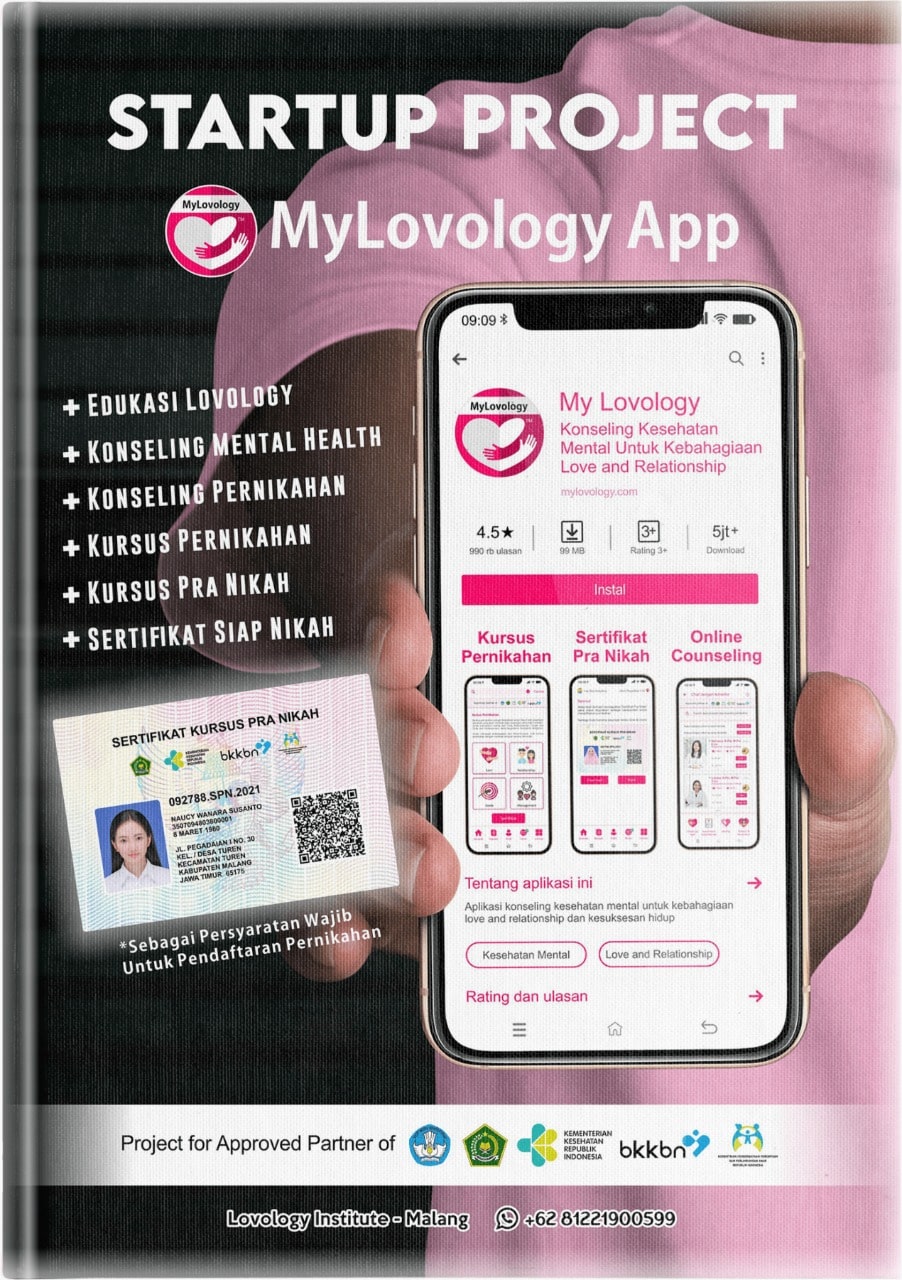 STARTUP PROJECT
MyLovology
TM
MyLovology App
+ EDUKASI LOVOLOGY
+ KONSELING MENTAL HEALTH
+ KONSELING PERNIKAHAN
+ KURSUS PERNIKAHAN
+ KURSUS PRA NIKAH
+ SERTIFIKAT SIAP NIKAH
SERTIFIKAT KURSUS PRA NIKAH
KEMENTERIAN
KESEHATAN
REPUBLIK
INDONESIA
bkkbn
092788.SPN.2021
NAUCY WANARA SUSANTO
3507094803800001
8 MARET 1980
JL. PEGADAIAN I NO. 30
KEL. / DESA TUREN
KECAMATAN TUREN
KABUPATEN MALANG
JAWA TIMUR. 65175
*Sebagai Persyaratan Wajib
Untuk Pendaftaran Pernikahan
09:09
MyLovology
My Lovology
Konseling Kesehatan
Mental Untuk Kebahagiaan
Love and Relationship
mylovology.com
4.5★
990 rb ulasan
99 MB
3+
Rating 3+
5jt+
Download
Instal
Kursus
Pernikahan
Sertifikat
Pra Nikah
Online
Counseling
Tentang aplikasi ini
Aplikasi konseling kesehatan mental untuk kebahagiaan
love and relationship dan kesuksesan hidup
Kesehatan Mental
Love and Relationship
Rating dan ulasan
Project for Approved Partner of
KEMENTERIAN
KESEHATAN
REPUBLIK
INDONESIA
bkkbn
Lovology Institute - Malang
+62 81221900599